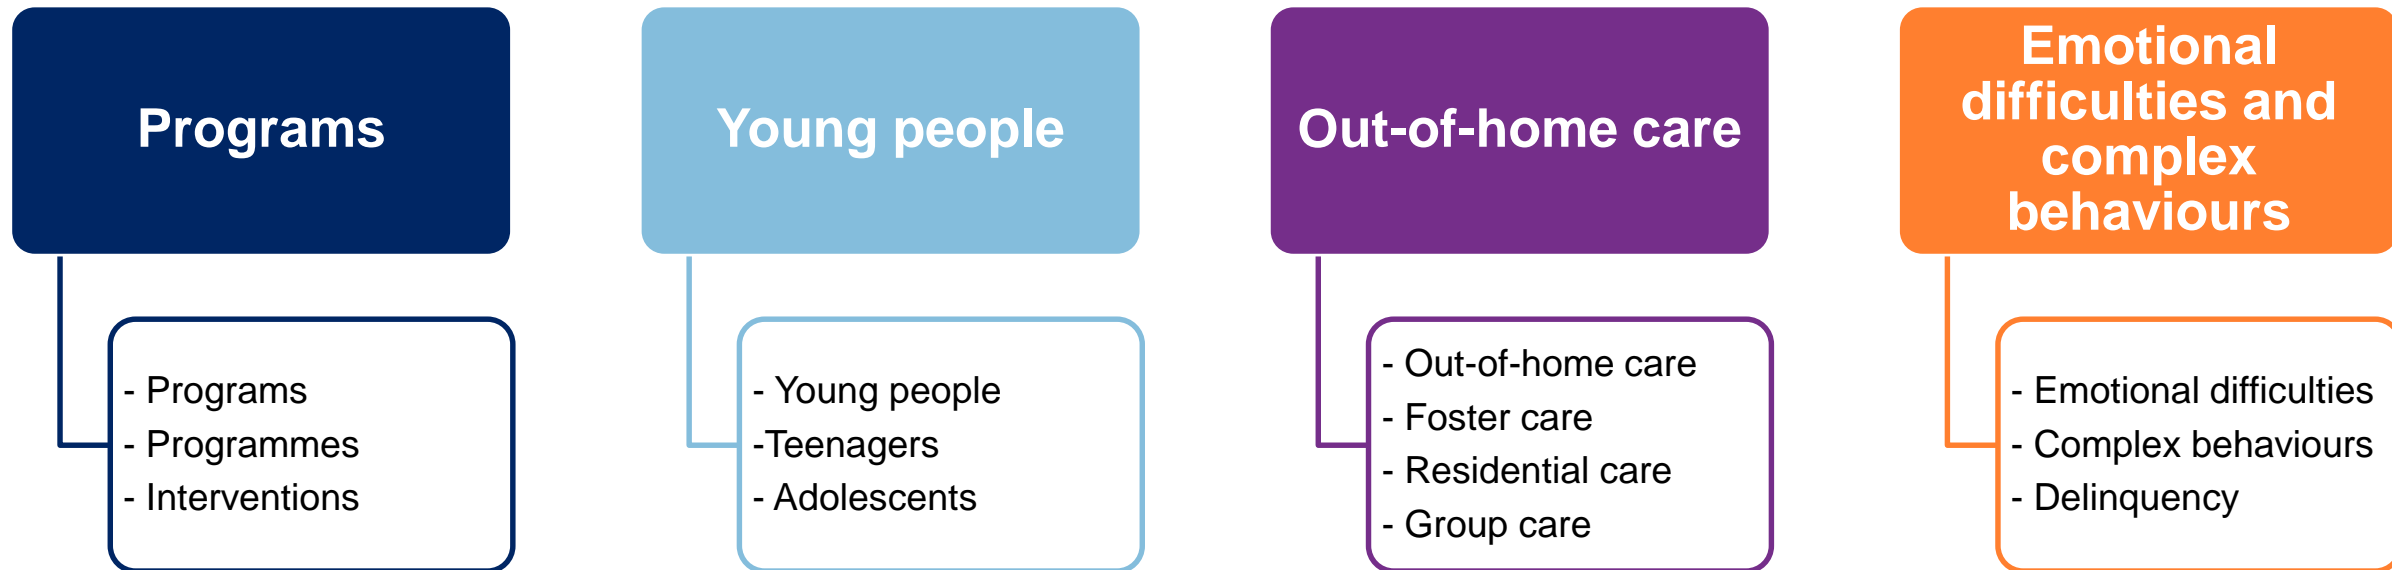 Programs
- Programs
- Programmes
- Interventions
Young people
- Young people
-Teenagers
- Adolescents
Out-of-home care
- Out-of-home care
- Foster care
- Residential care
- Group care
Emotional
difficulties and
complex
behaviours
- Emotional difficulties
- Complex behaviours
- Delinquency